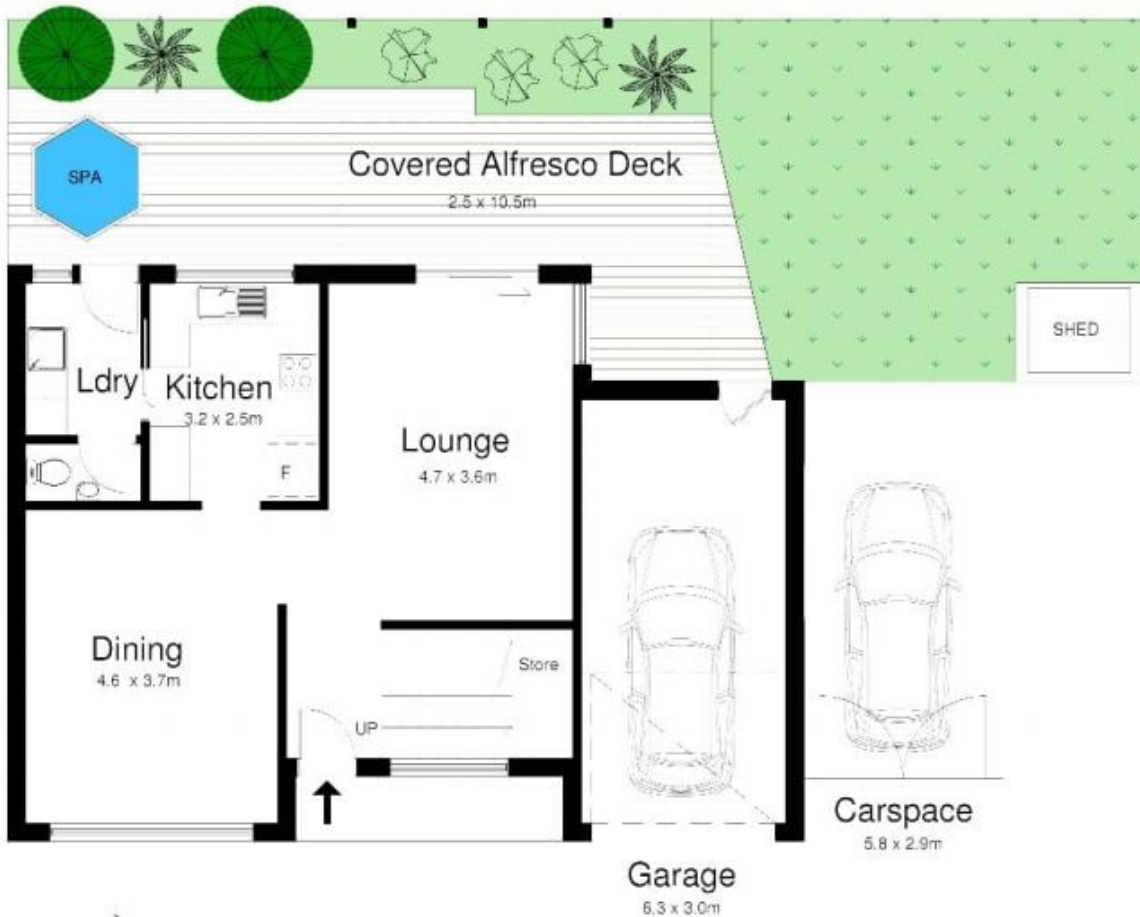 SPA
Covered Alfresco Deck
2.5 x 10.5m
SHED
Ldry
Kitchen
3.2 x 2.5m
F
Lounge
4.7 x 3.6m
Dining
4.6 x 3.7m
Store
UP
Carspace
5.8 x 2.9m
Garage
6.3 x 3.0m